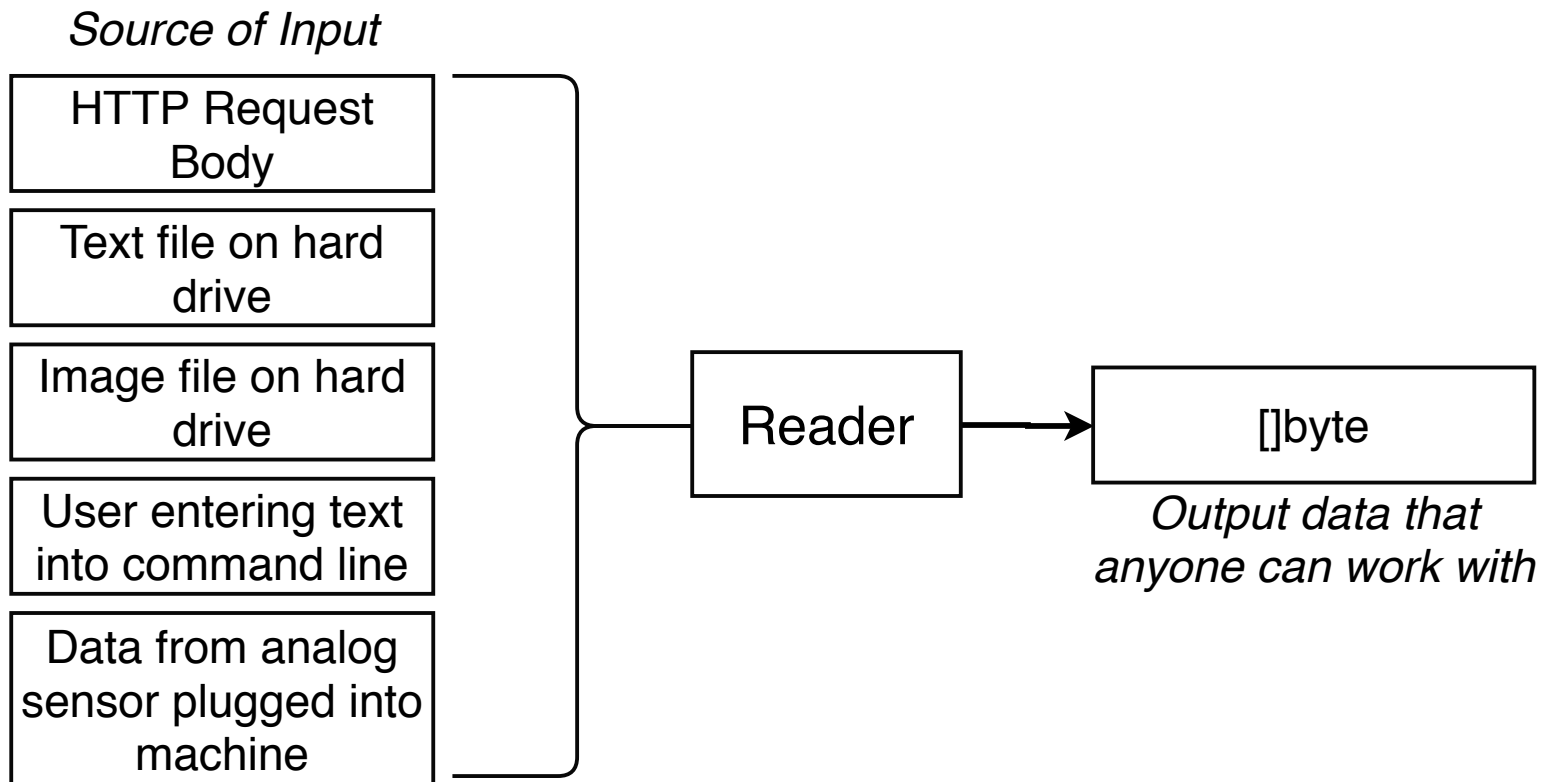 Source of Input
HTTP Request
Body
Text file on hard
drive
Image file on hard
drive
User entering text
into command line
Data from analog
sensor plugged into
machine
Reader
[]byte
Output data that
anyone can work with